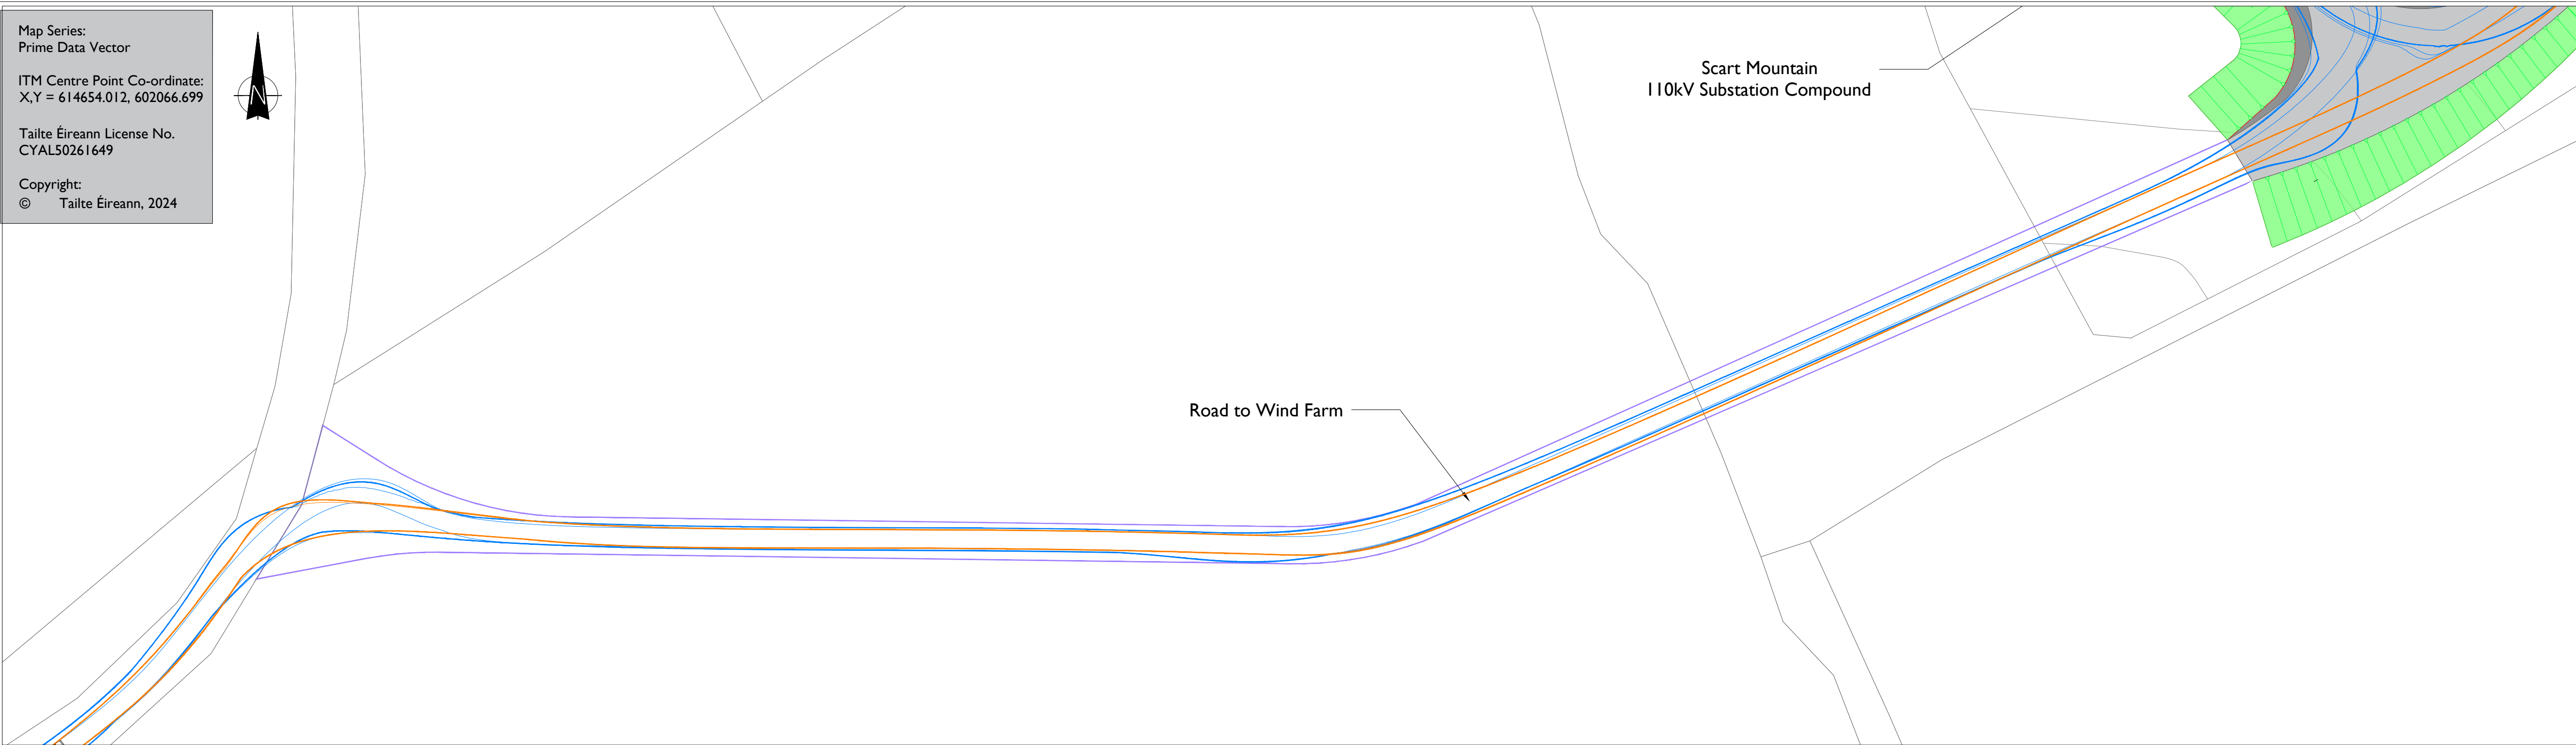 Map Series:
Prime Data Vector
ITM Centre Point Co-ordinate:
X,Y = 614654.012, 602066.699
Tailte Éireann License No.
CYAL50261649
Copyright:
© Tailte Éireann, 2024
N
Scart Mountain
110kV Substation Compound
Road to Wind Farm